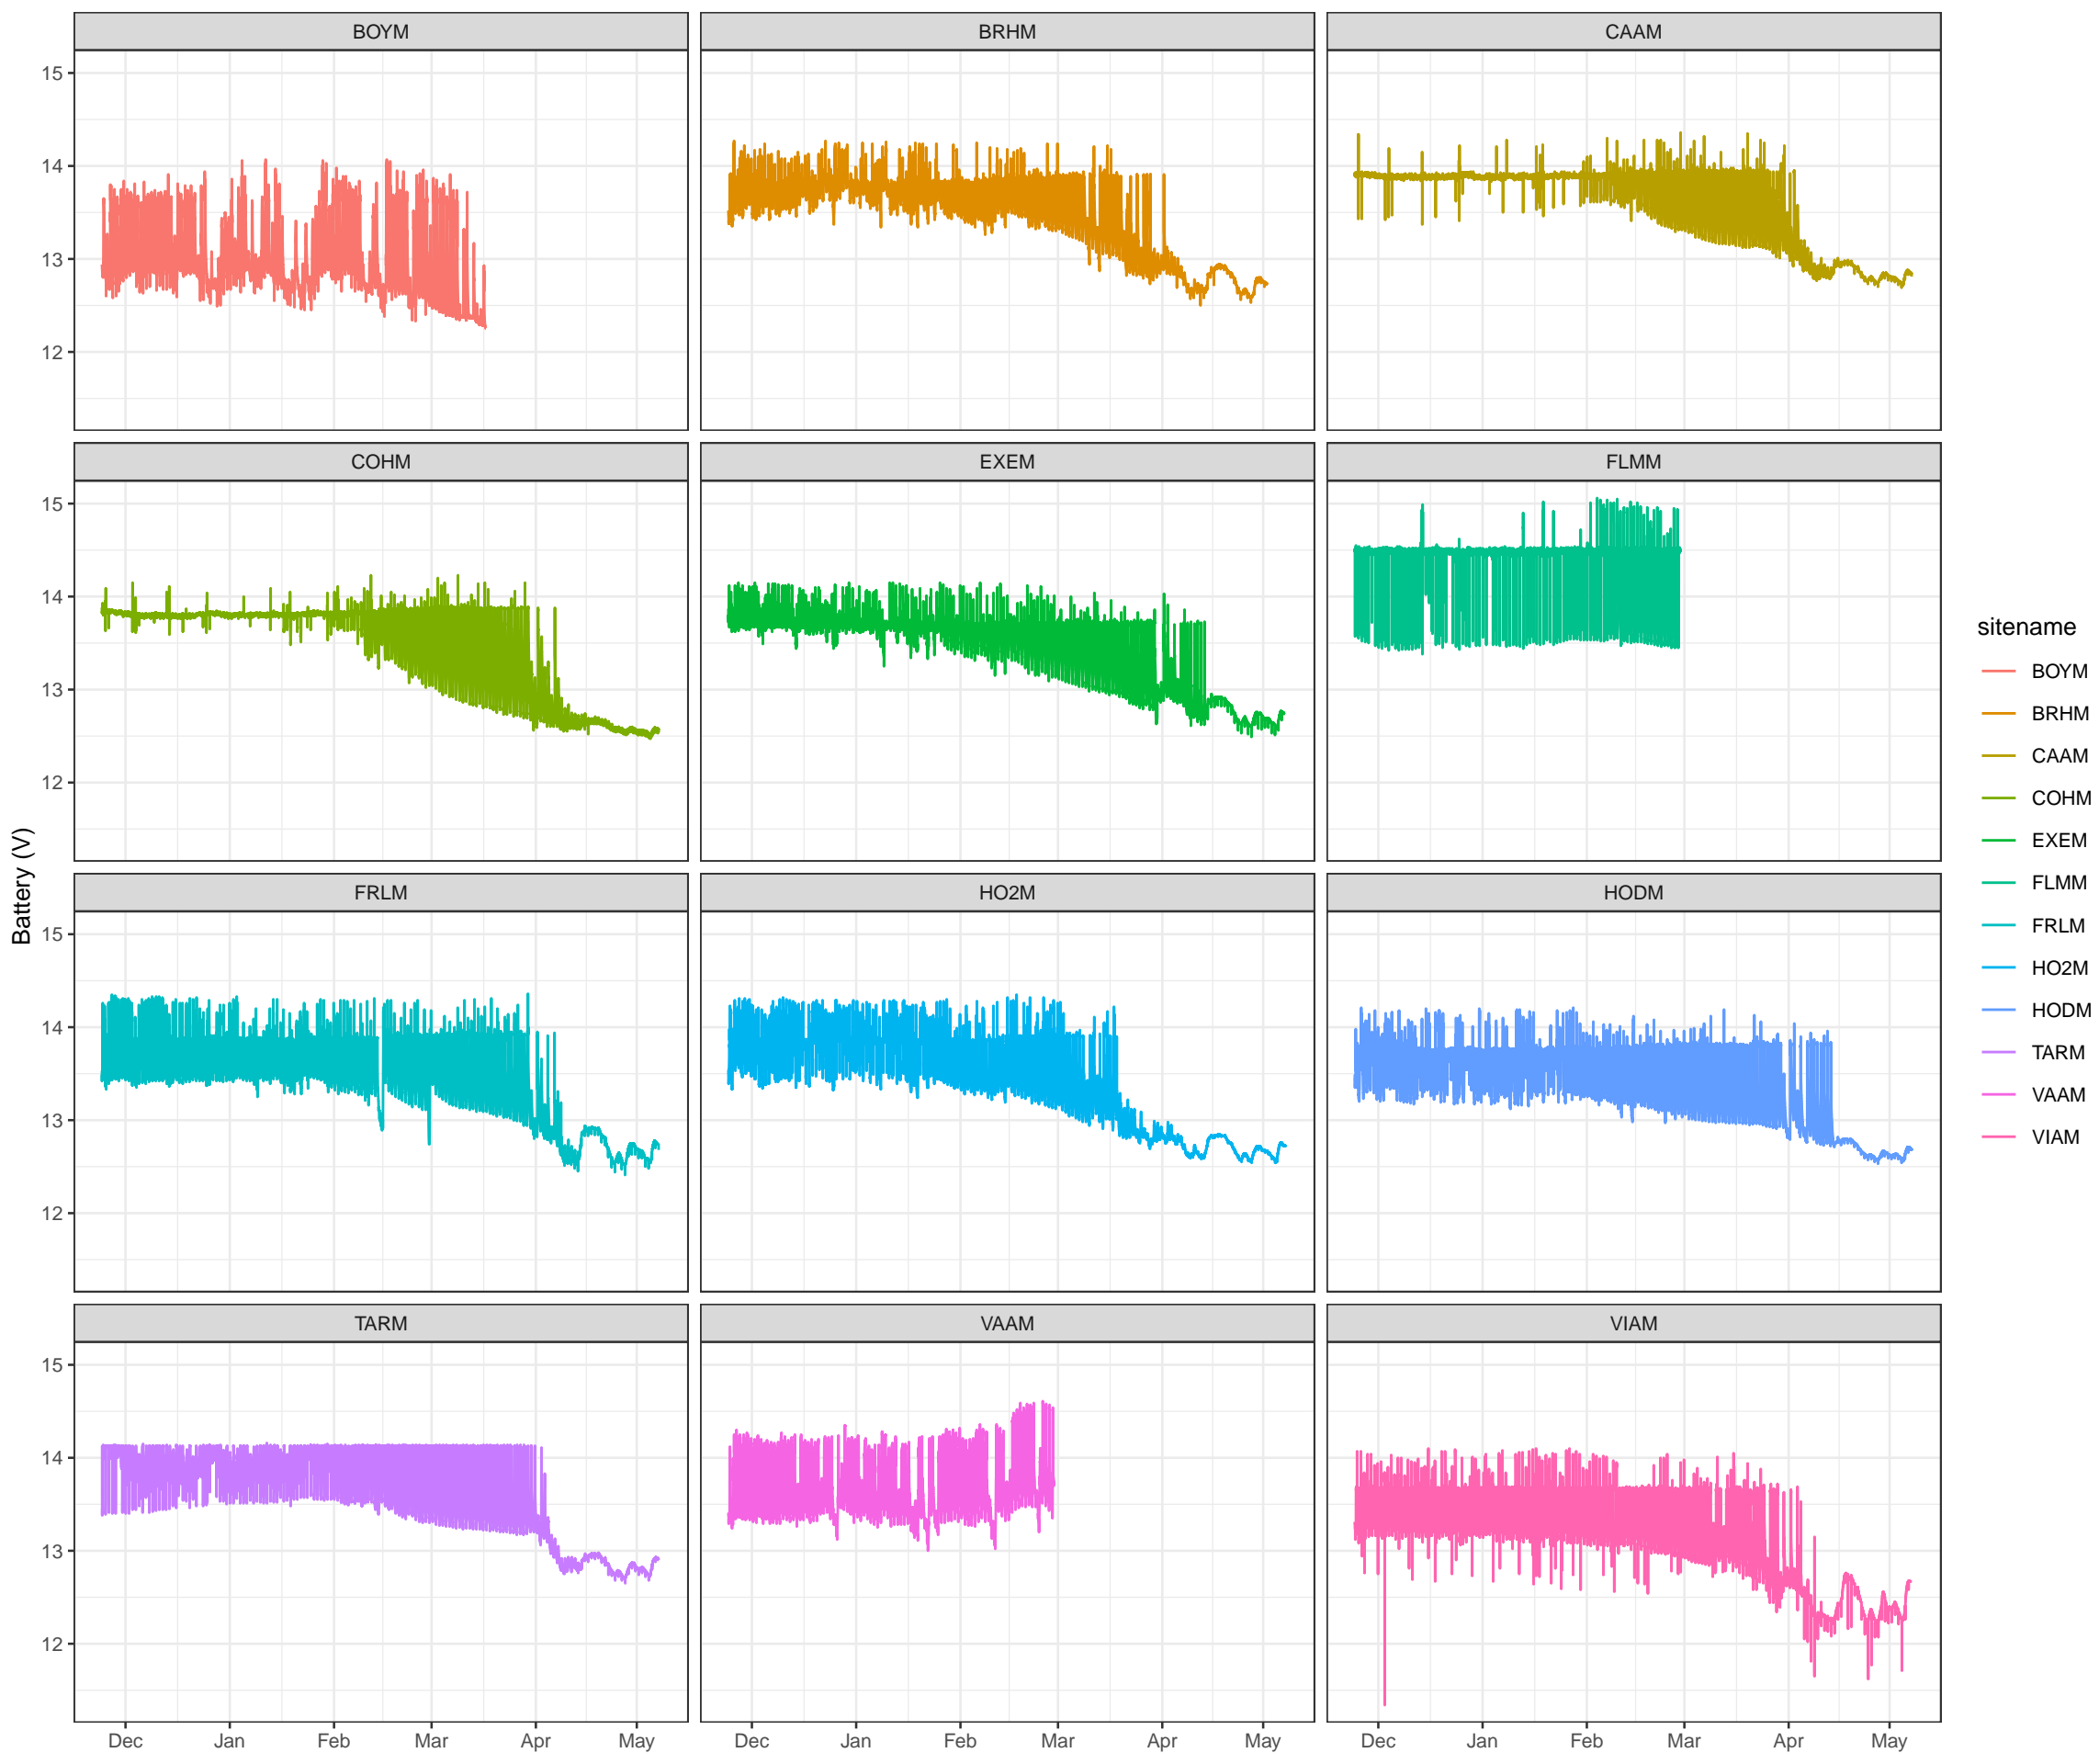 BOYM
BRHM
CAAM
15
14
13
12
COHM
EXEM
FLMM
15
14
13
12
FRLM
HO2M
HODM
15
14
13
12
TARM
VAAM
VIAM
15
14
13
12
Dec Jan Feb Mar Apr May
Dec Jan Feb Mar Apr May
Dec Jan Feb Mar Apr May
Battery (V)
sitename
BOYM
BRHM
CAAM
COHM
EXEM
FLMM
FRLM
HO2M
HODM
TARM
VAAM
VIAM